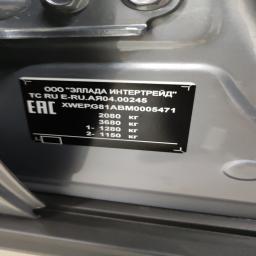 ООО "ЭЛЛАДА ИНТЕРТРЕЙД"
ТС RU E-RU.АЯ04.00245
EAC XWEPG81ABM0005471
2080 кг
3680 кг
1- 1280 кг
2- 1150 кг